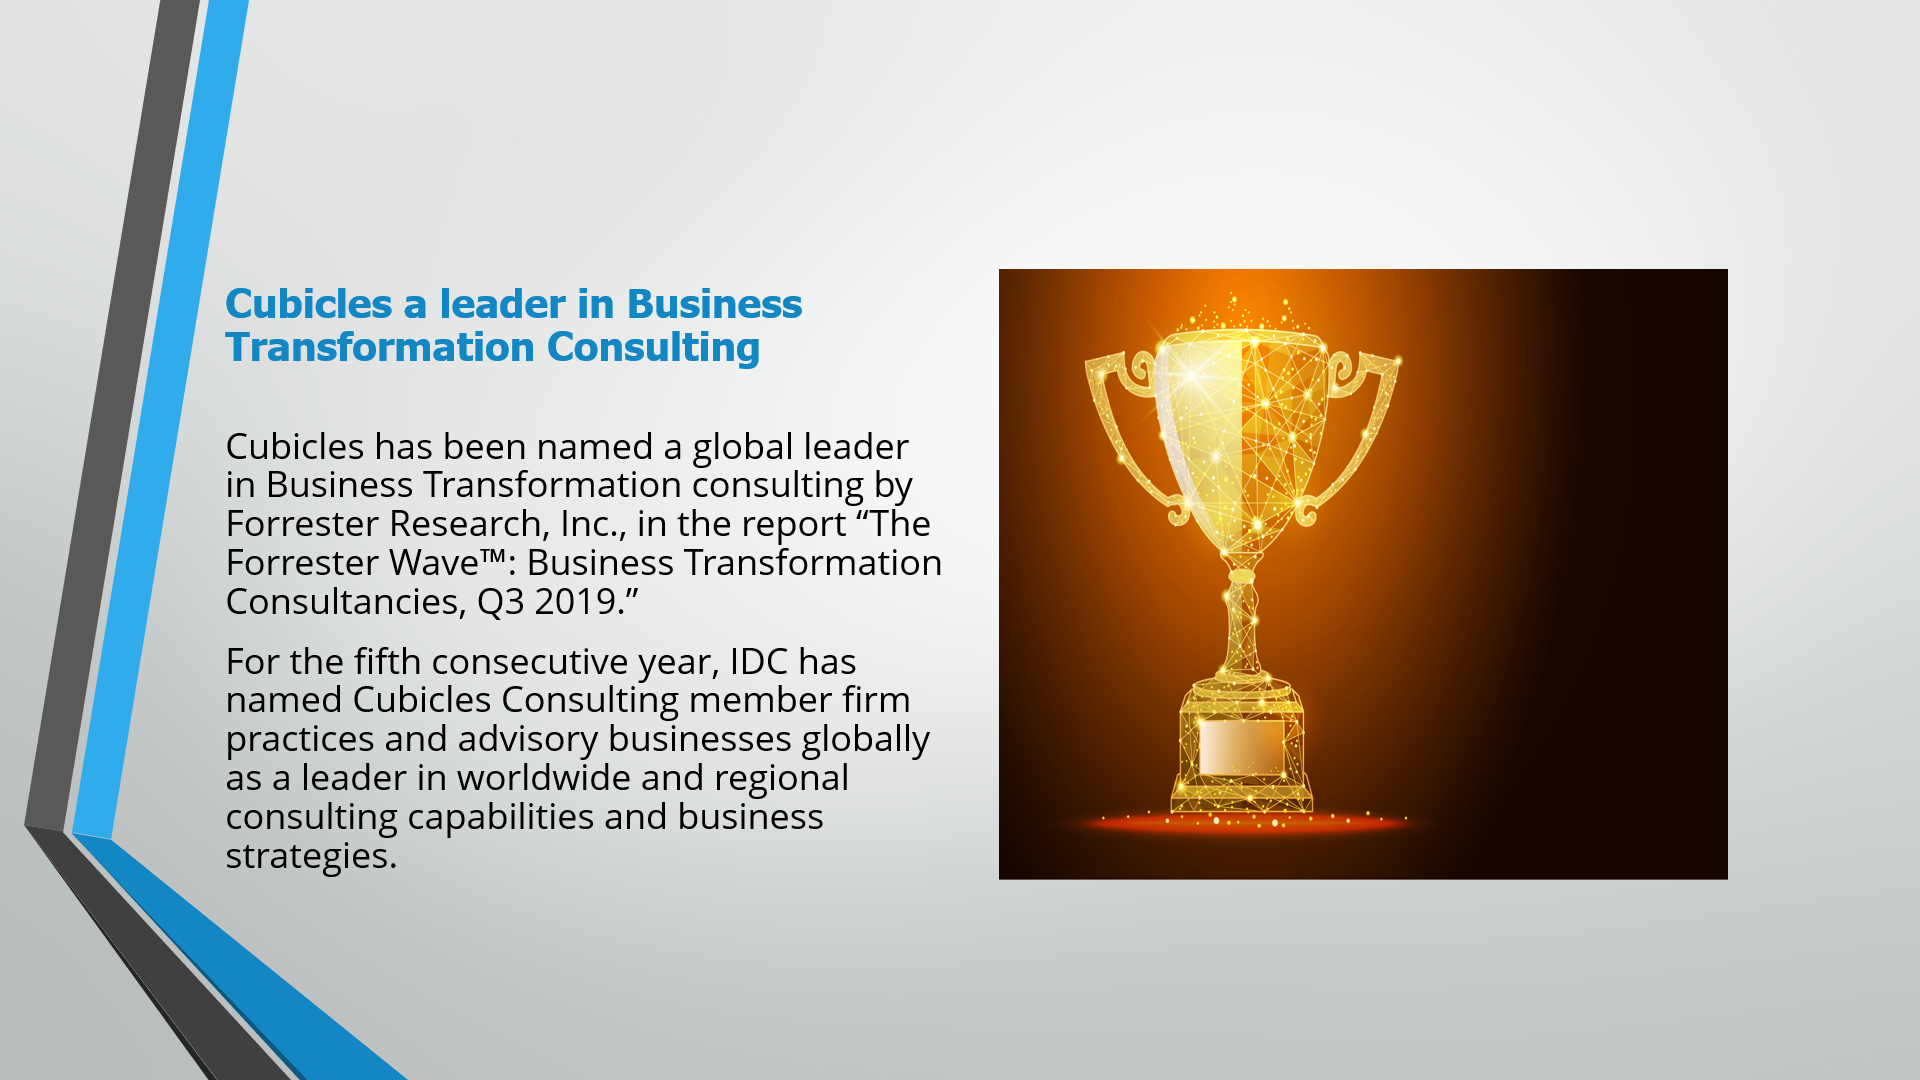 Cubicles a leader in Business
Transformation Consulting
Cubicles has been named a global leader
in Business Transformation consulting by
Forrester Research, Inc., in the report “The
Forrester Wave™: Business Transformation
Consultancies, Q3 2019.”
For the fifth consecutive year, IDC has
named Cubicles Consulting member firm
practices and advisory businesses globally
as a leader in worldwide and regional
consulting capabilities and business
strategies.